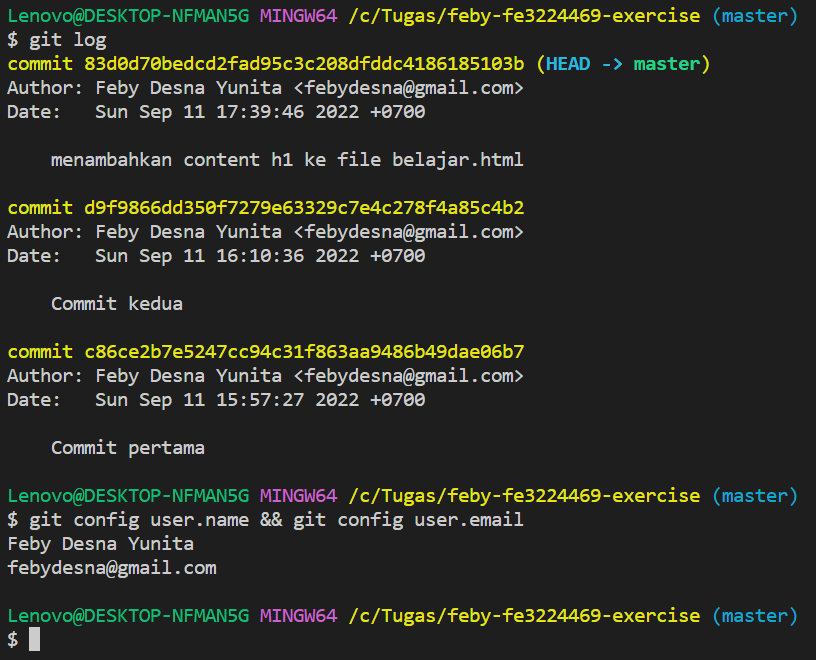 Lenovo@DESKTOP-NFMAN5G MINGW64 /c/Tugas/feby-fe3224469-exercise (master)
$ git log
commit 83d0d70bedcd2fad95c3c208dfddc4186185103b (HEAD -> master)
Author: Feby Desna Yunita <febydesna@gmail.com>
Date:   Sun Sep 11 17:39:46 2022 +0700

    menambahkan content h1 ke file belajar.html

commit d9f9866dd350f7279e63329c7e4c278f4a85c4b2
Author: Feby Desna Yunita <febydesna@gmail.com>
Date:   Sun Sep 11 16:10:36 2022 +0700

    Commit kedua

commit c86ce2b7e5247cc94c31f863aa9486b49dae06b7
Author: Feby Desna Yunita <febydesna@gmail.com>
Date:   Sun Sep 11 15:57:27 2022 +0700

    Commit pertama

Lenovo@DESKTOP-NFMAN5G MINGW64 /c/Tugas/feby-fe3224469-exercise (master)
$ git config user.name && git config user.email
Feby Desna Yunita
febydesna@gmail.com

Lenovo@DESKTOP-NFMAN5G MINGW64 /c/Tugas/feby-fe3224469-exercise (master)
$